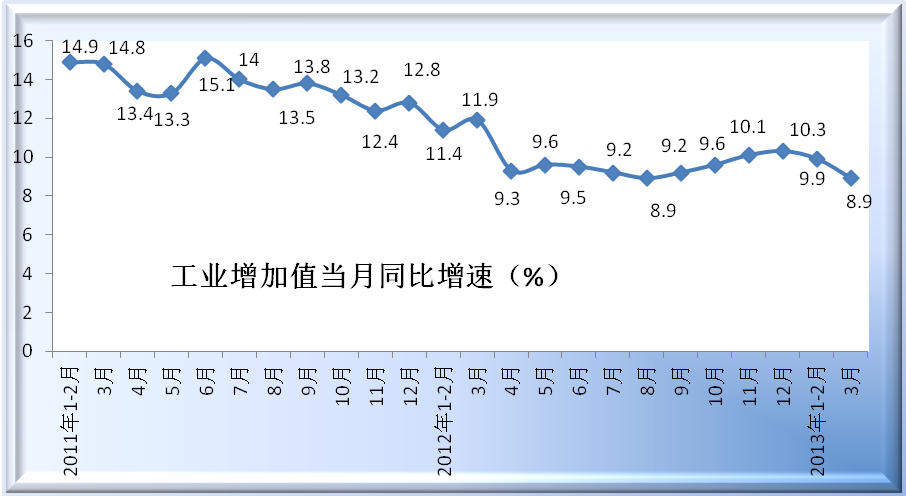 16
14
12
10
8
6
4
2
0
14.9
14.8
13.4
13.3
15.1
14
13.5
13.8
13.2
12.4
12.8
11.4
11.9
9.3
9.6
9.5
9.2
8.9
9.2
9.6
10.1
10.3
9.9
8.9
工业增加值当月同比增速（%）
2011年1-2月
3月
4月
5月
6月
7月
8月
9月
10月
11月
12月
2012年1-2月
3月
4月
5月
6月
7月
8月
9月
10月
11月
12月
2013年1-2月
3月